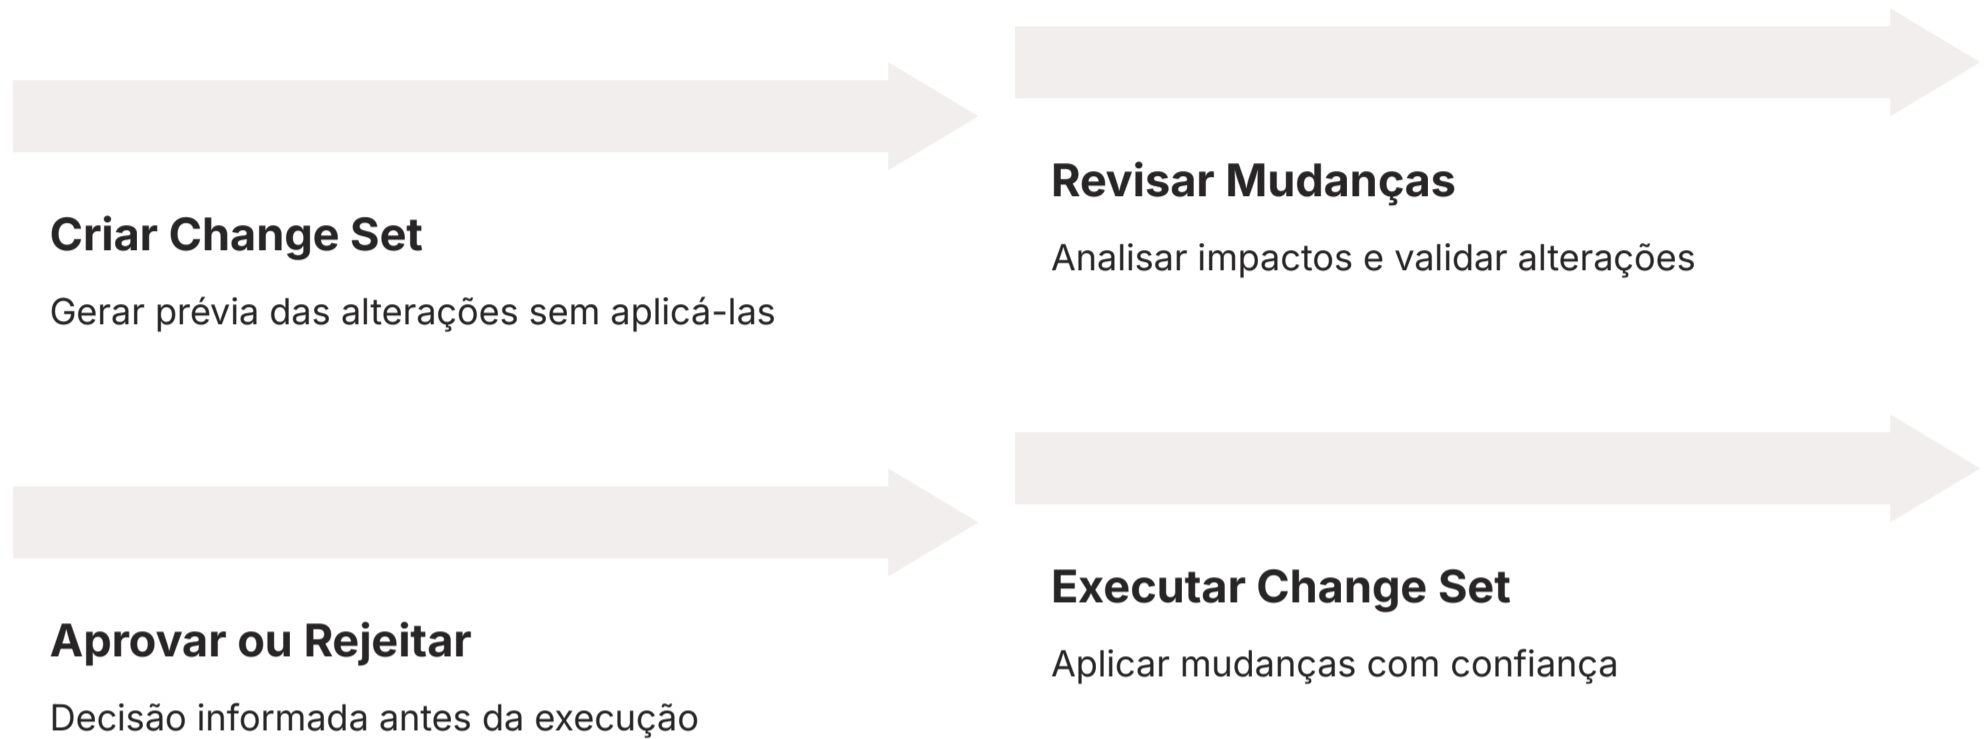 Criar Change Set
Gerar prévia das alterações sem aplicá-las
Revisar Mudanças
Analisar impactos e validar alterações
Aprovar ou Rejeitar
Decisão informada antes da execução
Executar Change Set
Aplicar mudanças com confiança